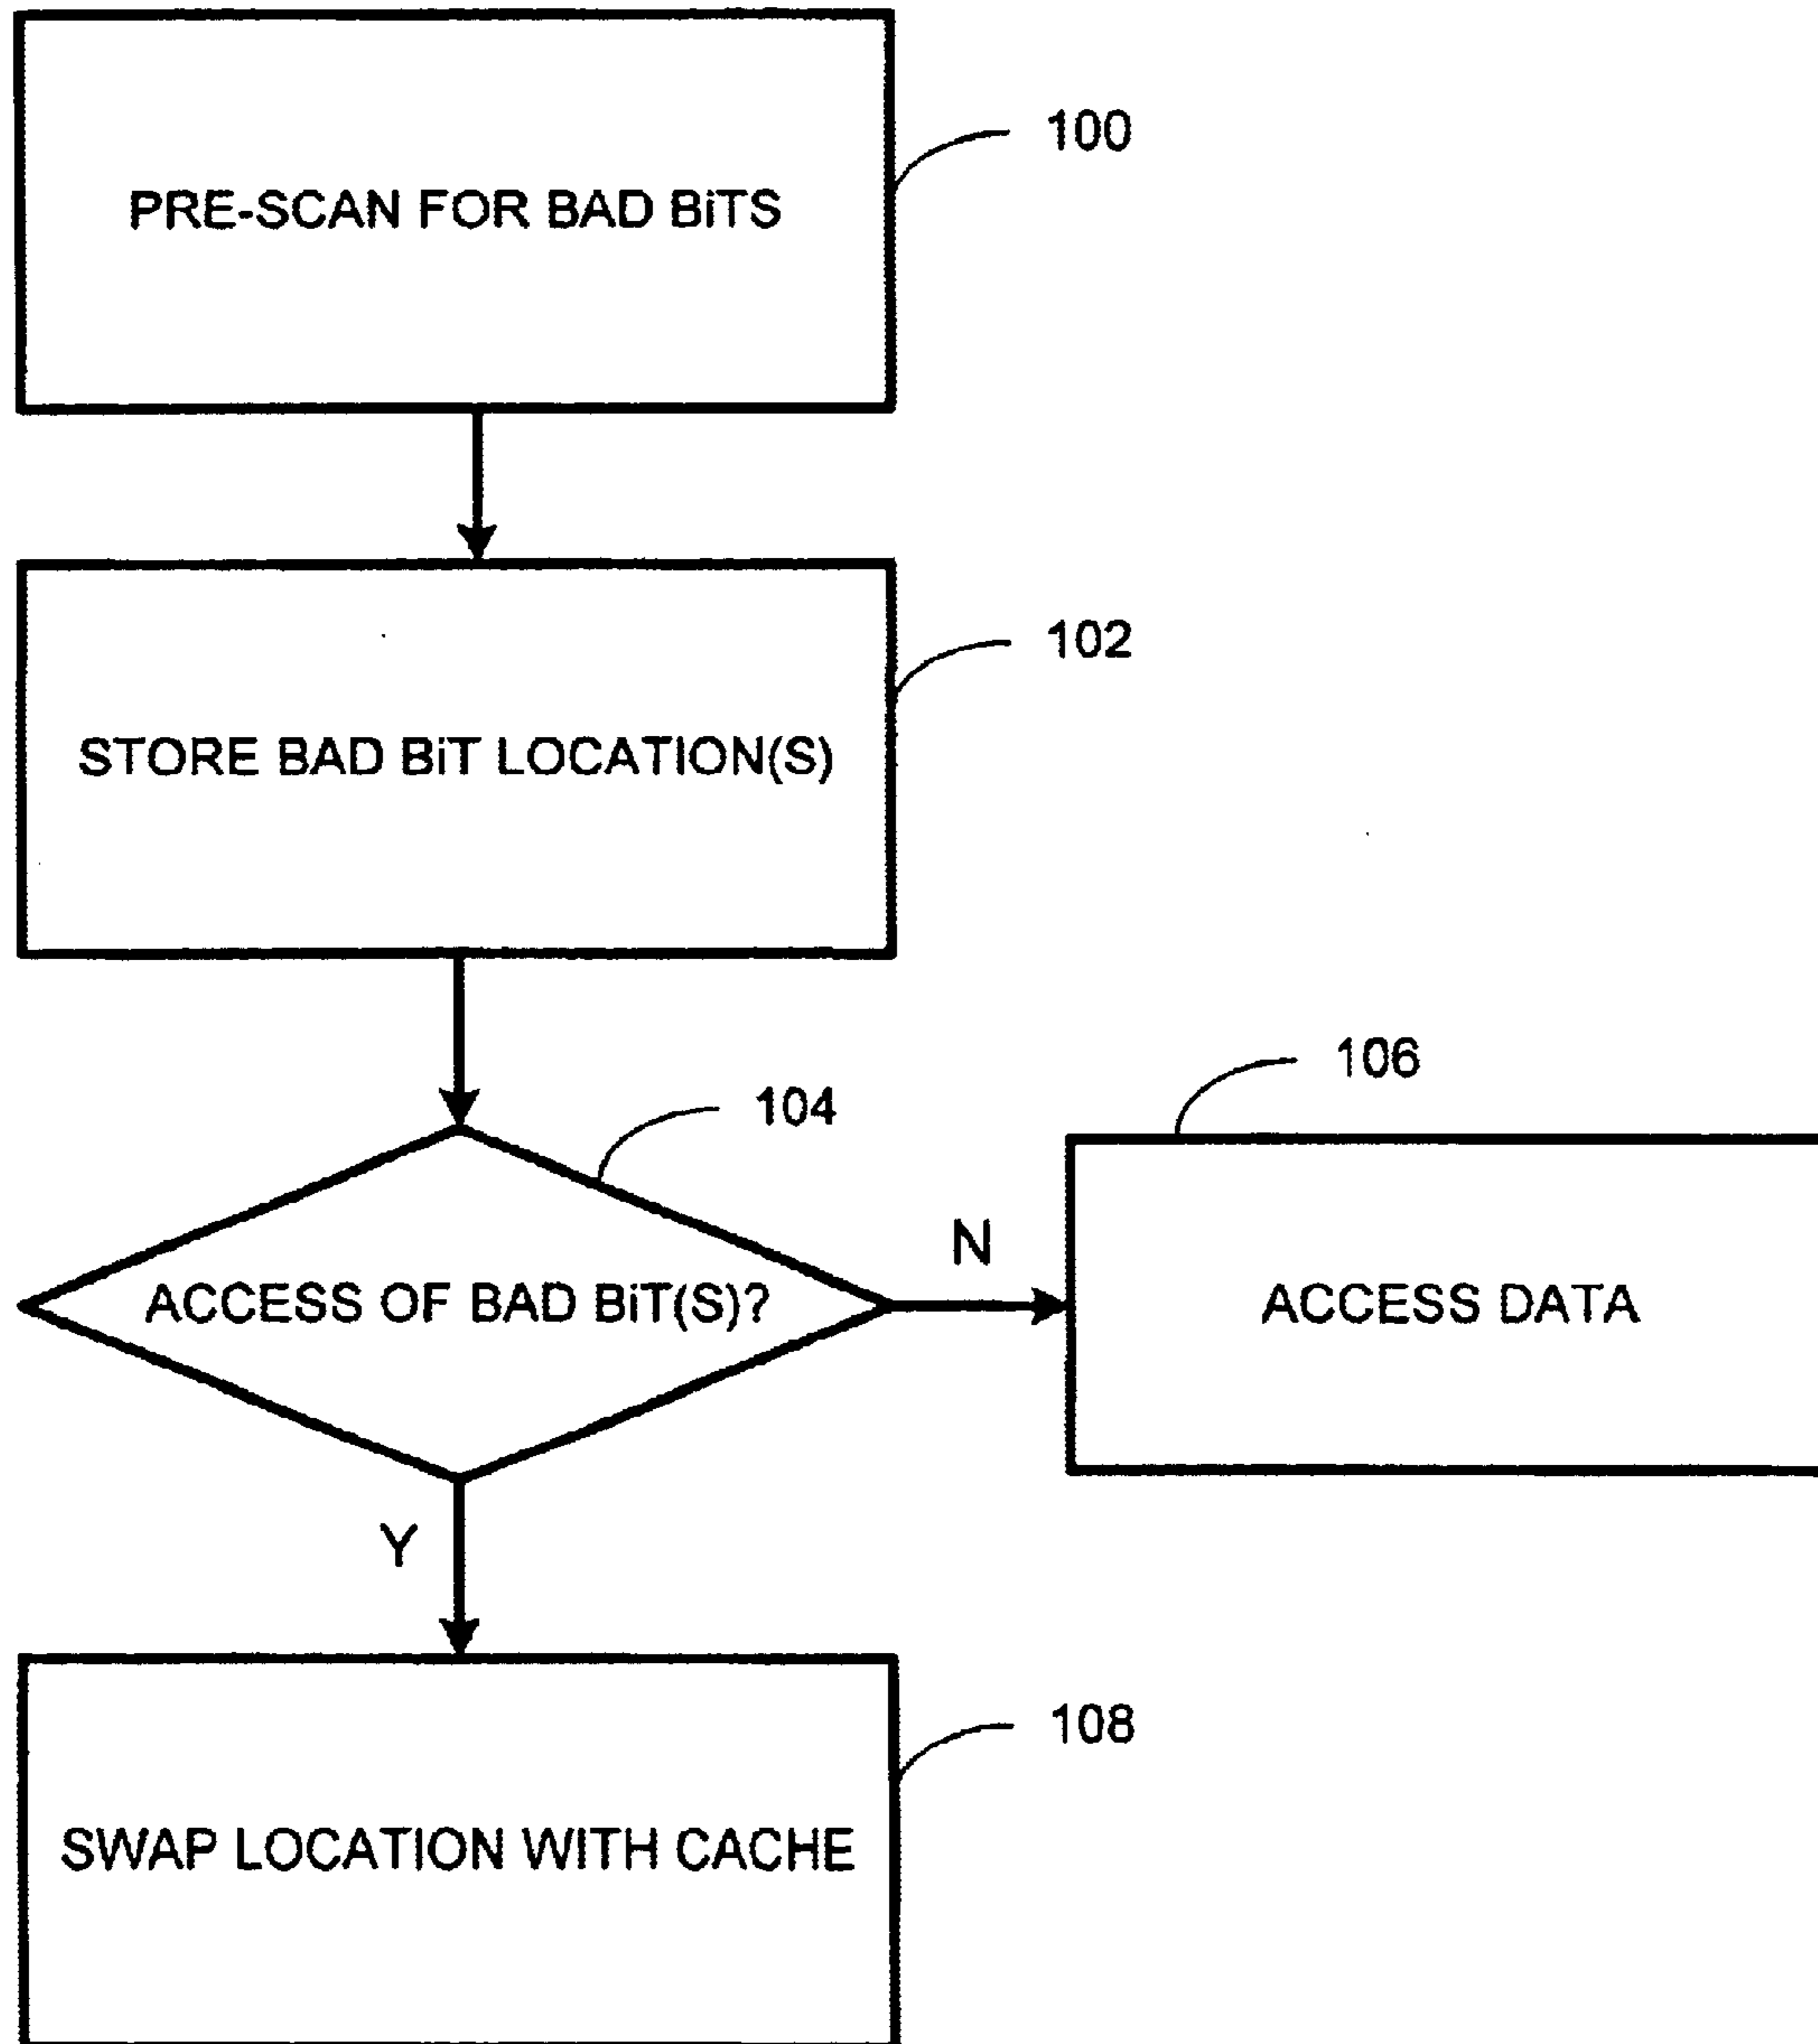 100
PRE-SCAN FOR BAD BiTS
102
STORE BAD BiT LOCATION(S)
104
106
N
ACCESS OF BAD BiT(S)?
ACCESS DATA
Y
108
SWAP LOCATION WITH CACHE